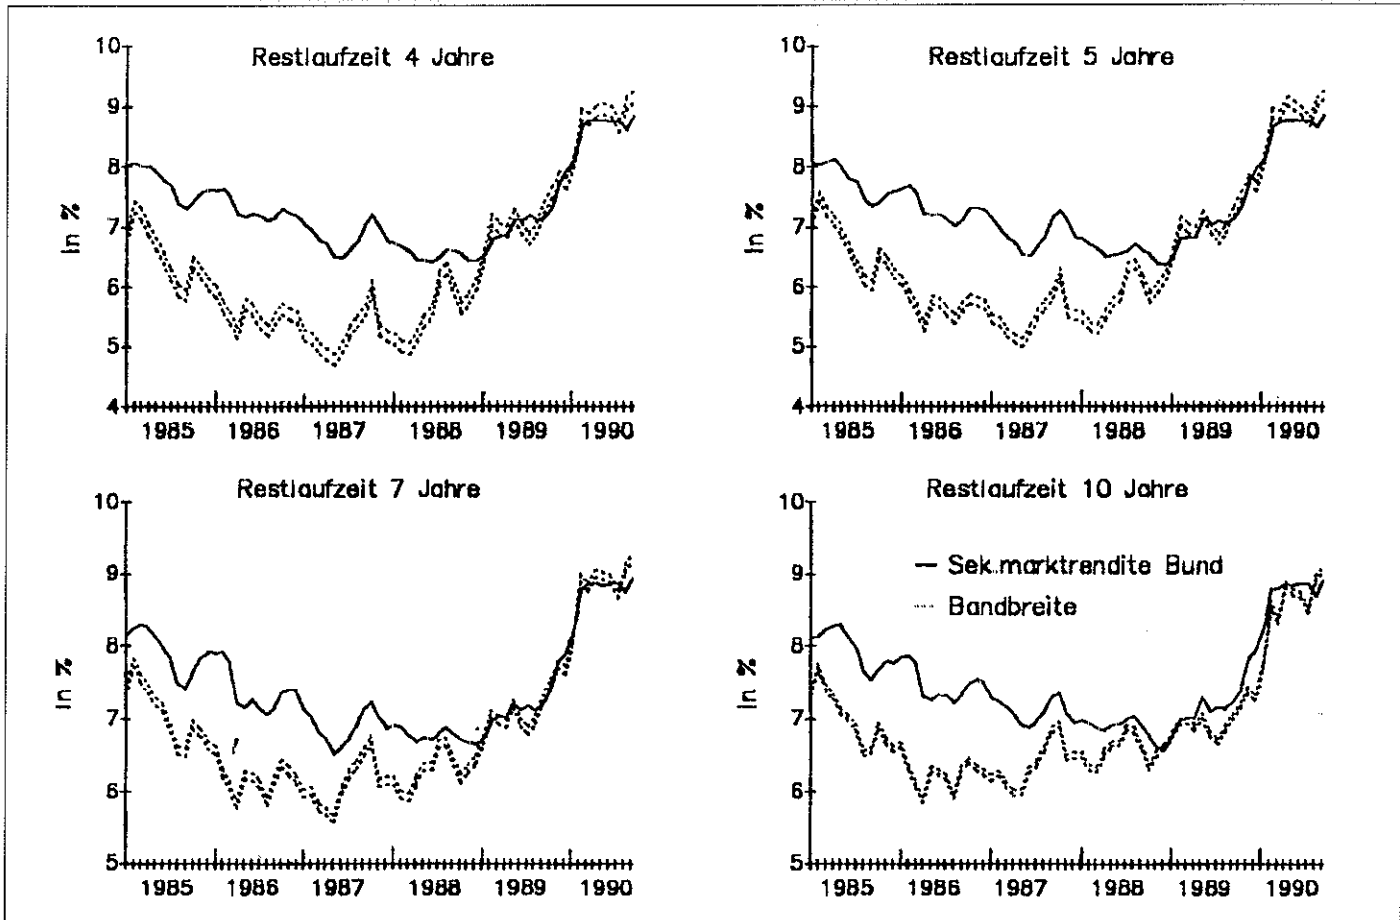 Restlaufzeit 4 Jahre
10
9
8
7
6
5
4
In %
1985 1986 1987 1988 1989 1990
Restlaufzeit 5 Jahre
10
9
8
7
6
5
4
In %
1985 1986 1987 1988 1989 1990
Restlaufzeit 7 Jahre
10
9
8
7
6
5
In %
1985 1986 1987 1988 1989 1990
Restlaufzeit 10 Jahre
10
9
8
7
6
5
In %
Sek.marktrendite Bund
Bandbreite
1985 1986 1987 1988 1989 1990